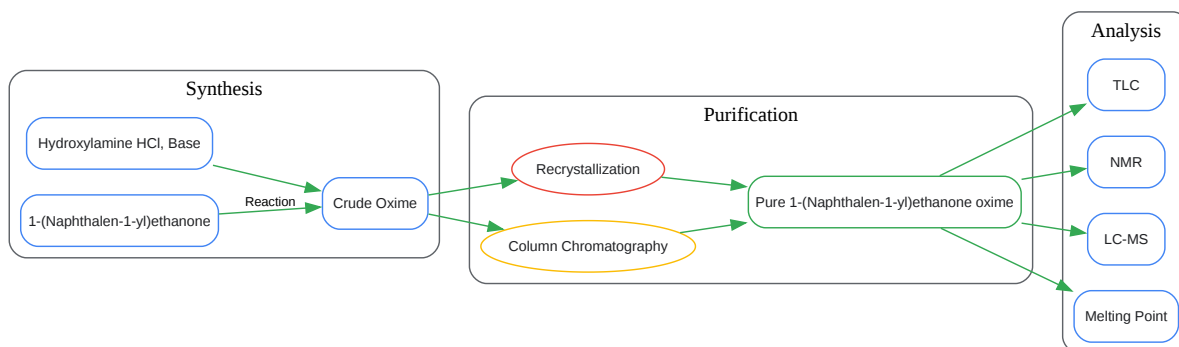 Synthesis
Hydroxylamine HCl, Base
1-(Naphthalen-1-yl)ethanone
Reaction
Crude Oxime
Purification
Recrystallization
Column Chromatography
Pure 1-(Naphthalen-1-yl)ethanone oxime
Analysis
TLC
NMR
LC-MS
Melting Point